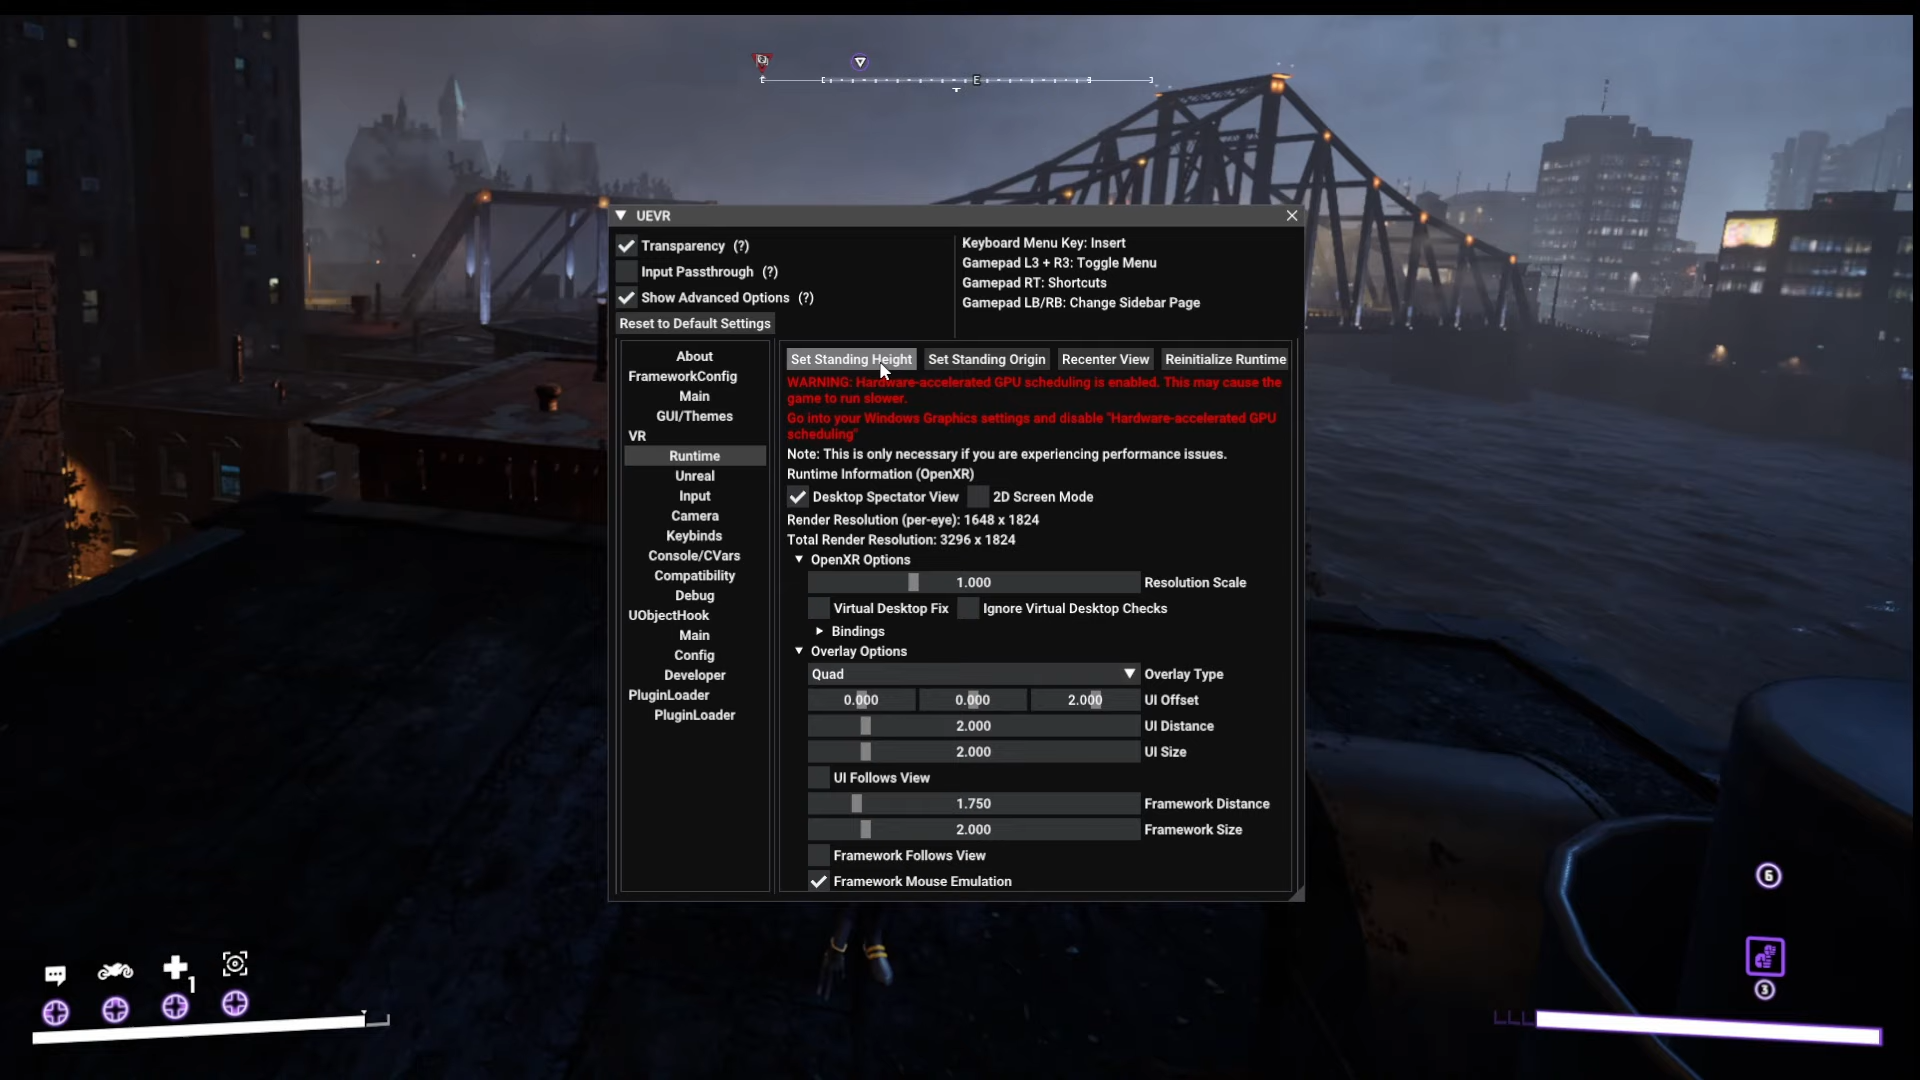 E
UEVR
Transparency (?)
Input Passthrough (?)
Show Advanced Options (?)
Reset to Default Settings
Keyboard Menu Key: Insert
Gamepad L3 + R3: Toggle Menu
Gamepad RT: Shortcuts
Gamepad LB/RB: Change Sidebar Page
About
FrameworkConfig
Main
GUI/Themes
VR
Runtime
Unreal
Input
Camera
Keybinds
Console/CVars
Compatibility
Debug
UObjectHook
Main
Config
Developer
PluginLoader
PluginLoader
Set Standing Height Set Standing Origin Recenter View Reinitialize Runtime
WARNING: Hardware-accelerated GPU scheduling is enabled. This may cause the
game to run slower.
Go into your Windows Graphics settings and disable "Hardware-accelerated GPU
scheduling"
Note: This is only necessary if you are experiencing performance issues.
Runtime Information (OpenXR)
Desktop Spectator View 2D Screen Mode
Render Resolution (per-eye): 1648 x 1824
Total Render Resolution: 3296 x 1824
OpenXR Options
1.000 Resolution Scale
Virtual Desktop Fix Ignore Virtual Desktop Checks
Bindings
Overlay Options
Quad Overlay Type
0.000 0.000 2.000 UI Offset
2.000 UI Distance
2.000 UI Size
UI Follows View
1.750 Framework Distance
2.000 Framework Size
Framework Follows View
Framework Mouse Emulation
1
3